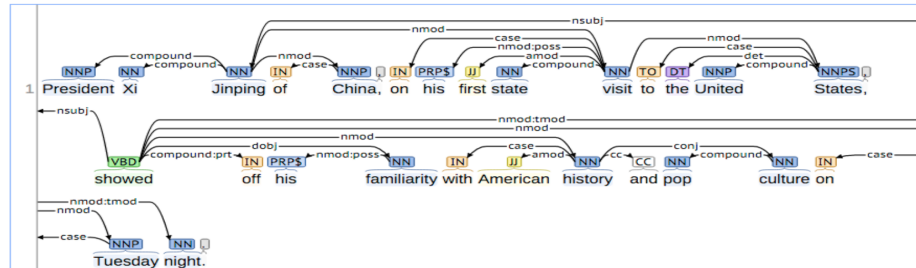 nsubj
nmod
case nmod
compound nmod nmod:poss case
compound case amod compound det compound
NNP NN NN IN NNP , IN PRP$ JJ NN NN TO DT NNP NNPS ,
1 President Xi Jinping of China, on his first state visit to the United States,
nsubj nmod:tmod
nmod
nmod
dobj case conj
compound:prt nmod:poss amod cc compound case
VBD IN PRP$ NN IN JJ NN CC NN NN IN
showed off his familiarity with American history and pop culture on
nmod:tmod
nmod
case NNP NN .
Tuesday night.